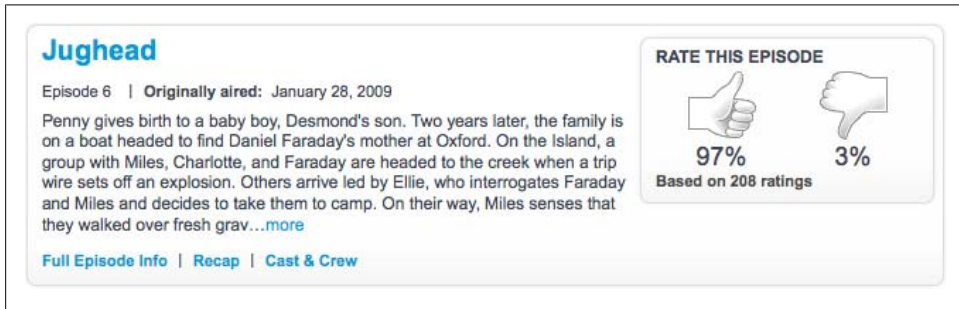 Jughead
Episode 6 | Originally aired: January 28, 2009
Penny gives birth to a baby boy, Desmond's son. Two years later, the family is
on a boat headed to find Daniel Faraday's mother at Oxford. On the Island, a
group with Miles, Charlotte, and Faraday are headed to the creek when a trip
wire sets off an explosion. Others arrive led by Ellie, who interrogates Faraday
and Miles and decides to take them to camp. On their way, Miles senses that
they walked over fresh grav…more
Full Episode Info | Recap | Cast & Crew
RATE THIS EPISODE
97% 3%
Based on 208 ratings